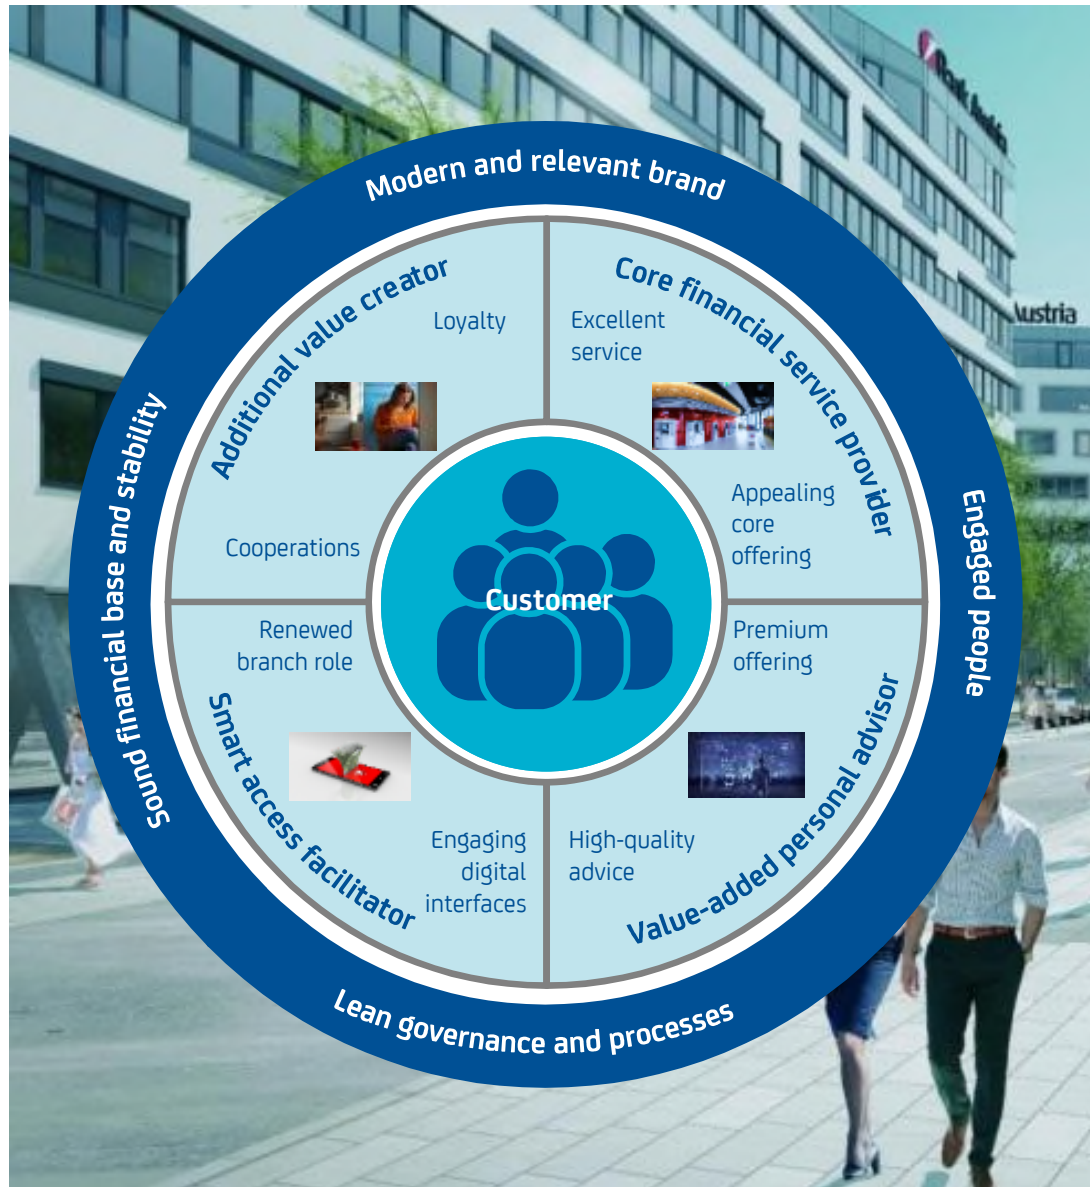 Bank Austria
Modern and relevant brand
Additional value creator
Core financial service provider
Loyalty
Excellent
service
Austria
Sound financial base and stability
Engaged people
Appealing
core
offering
Cooperations
Customer
Renewed
branch role
Premium
offering
Smart access facilitator
Value-added personal advisor
Engaging
digital
interfaces
High-quality
advice
Lean governance and processes